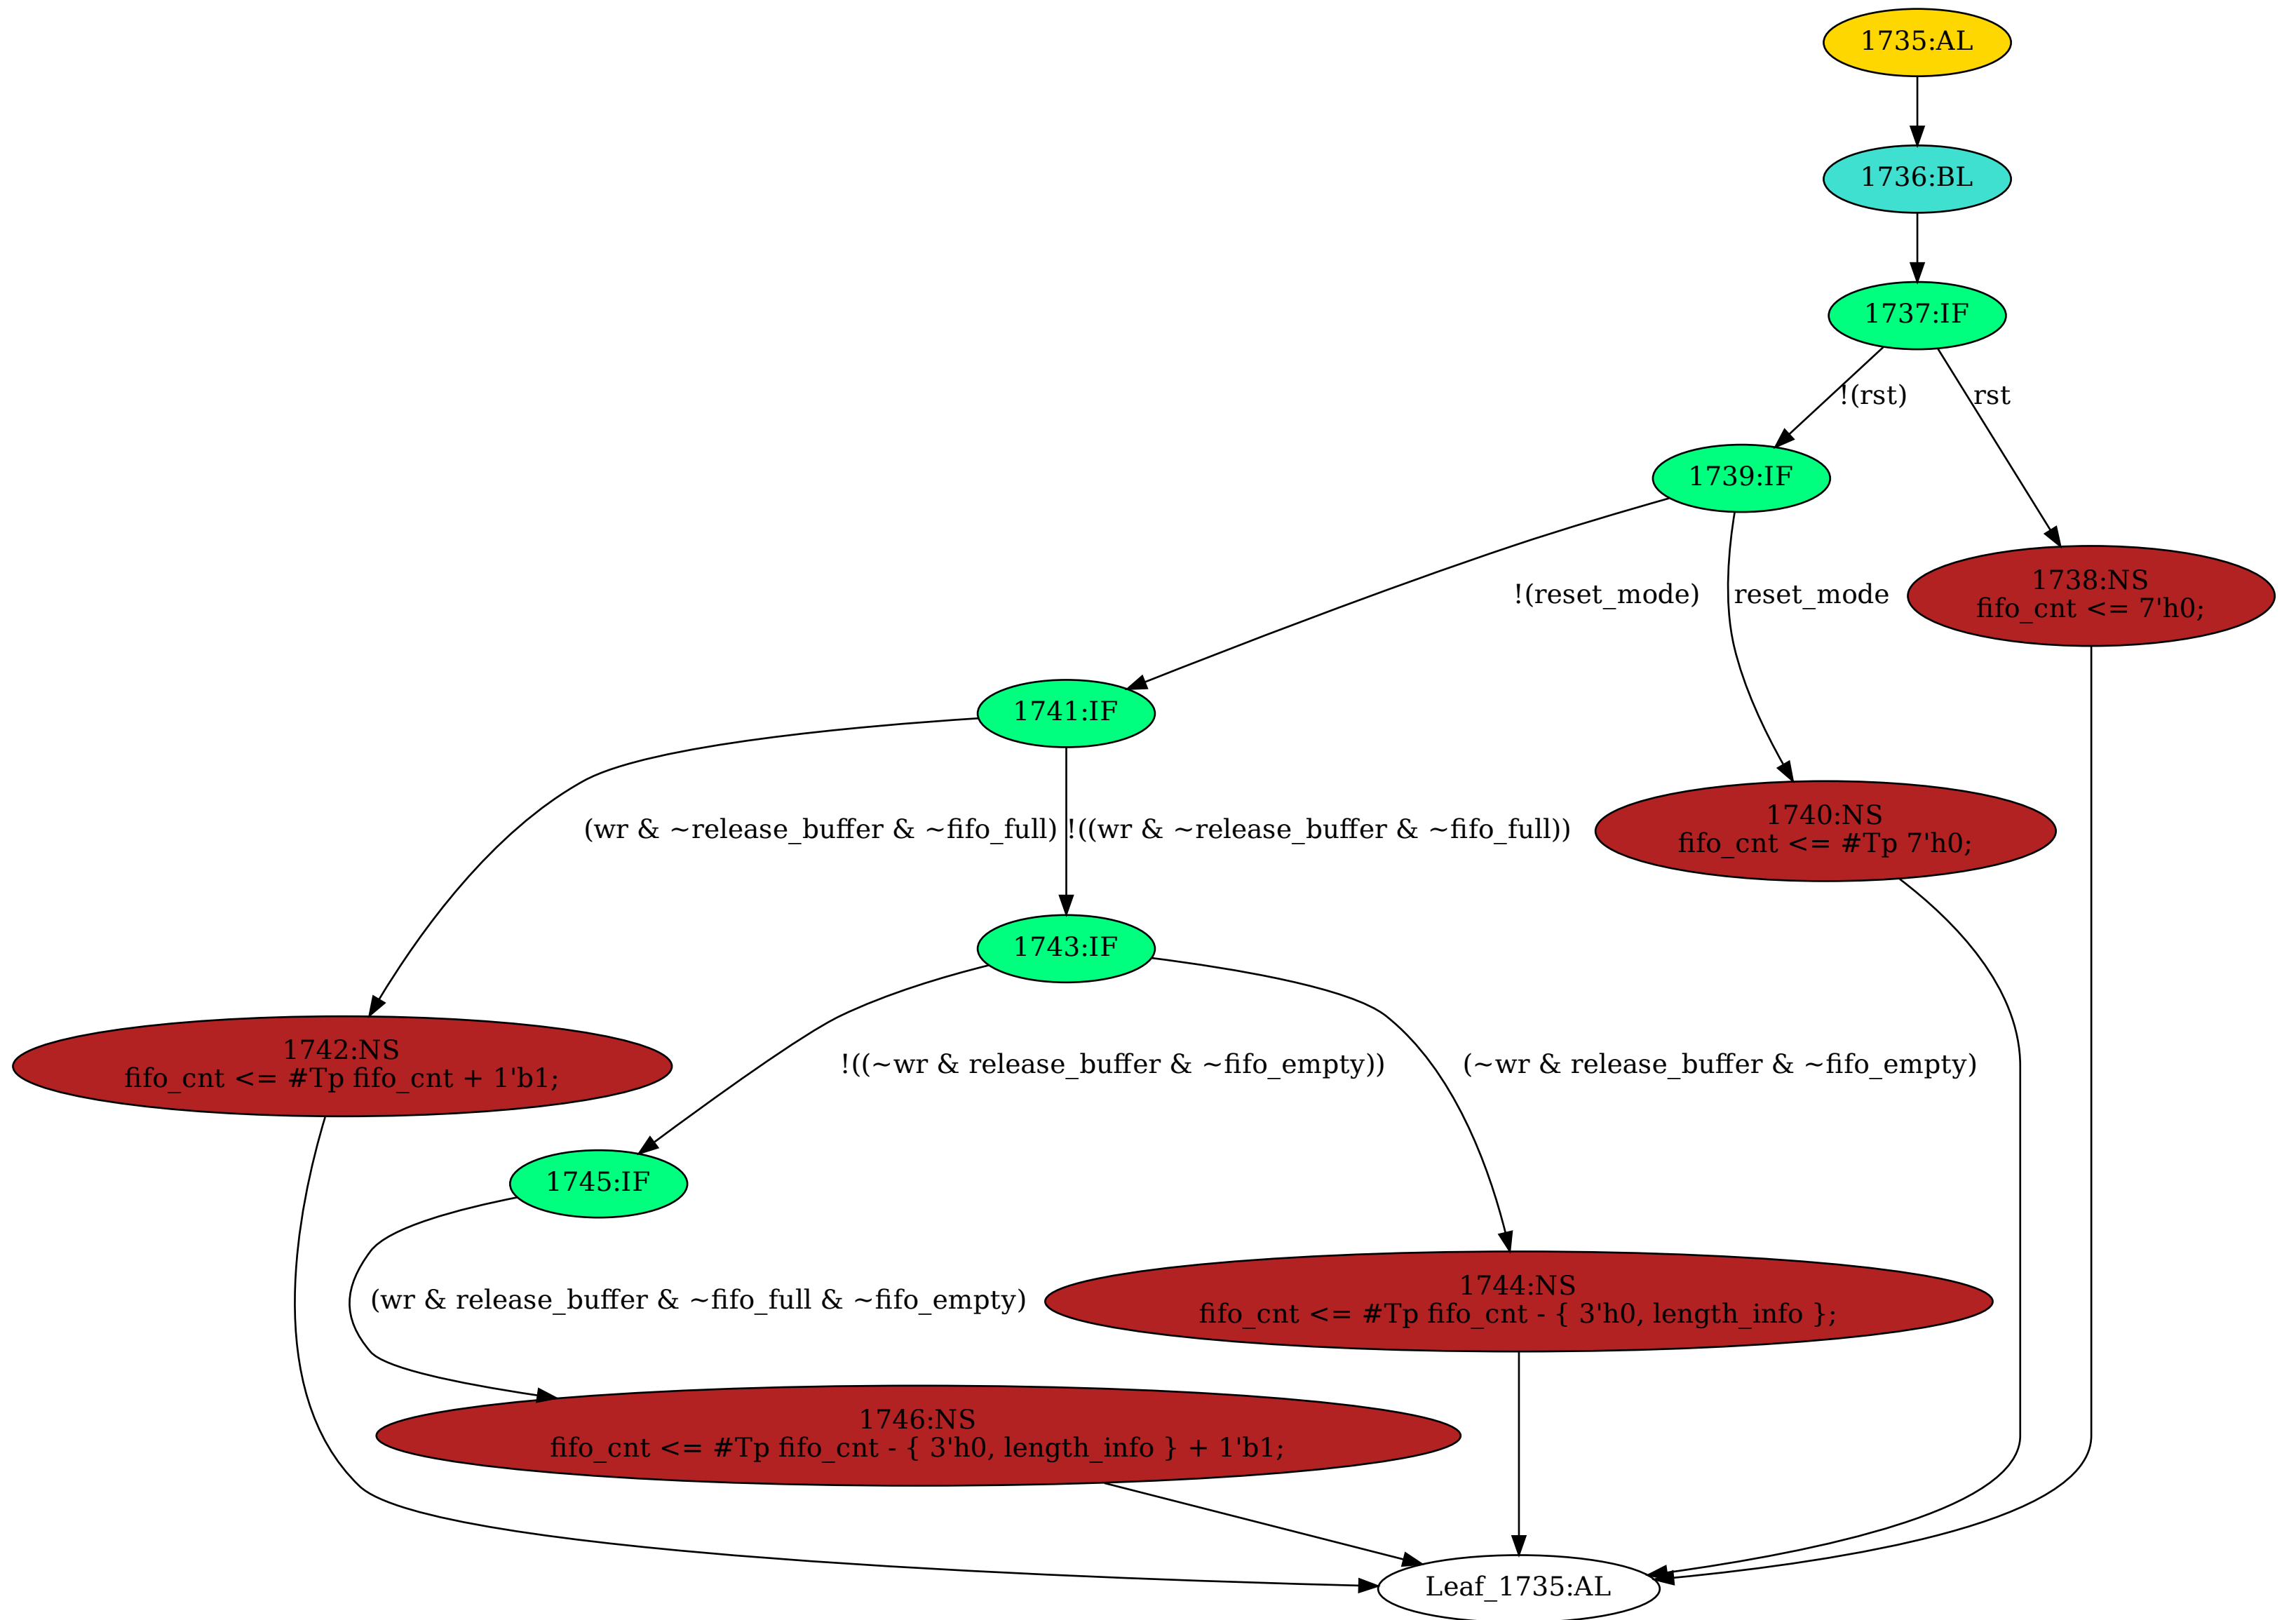 1735:AL
1736:BL
1737:IF
!(rst)
rst
1739:IF
1738:NS
fifo_cnt <= 7'h0;
!(reset_mode)
reset_mode
1741:IF
1740:NS
fifo_cnt <= #Tp 7'h0;
(wr & ~release_buffer & ~fifo_full)
!((wr & ~release_buffer & ~fifo_full))
1743:IF
1742:NS
fifo_cnt <= #Tp fifo_cnt + 1'b1;
!((~wr & release_buffer & ~fifo_empty))
(~wr & release_buffer & ~fifo_empty)
1745:IF
1744:NS
fifo_cnt <= #Tp fifo_cnt - { 3'h0, length_info };
(wr & release_buffer & ~fifo_full & ~fifo_empty)
1746:NS
fifo_cnt <= #Tp fifo_cnt - { 3'h0, length_info } + 1'b1;
Leaf_1735:AL